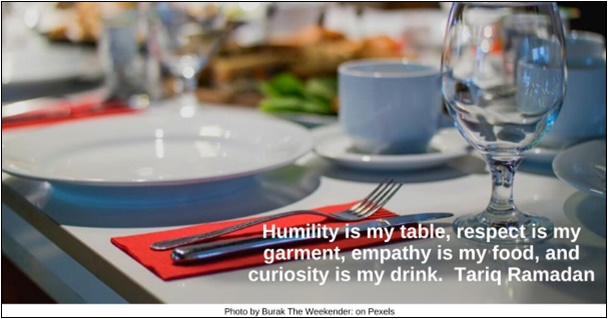 Humility is my table, respect is my
garment, empathy is my food, and
curiosity is my drink.  Tariq Ramadan
Photo by Burak The Weekender: on Pexels